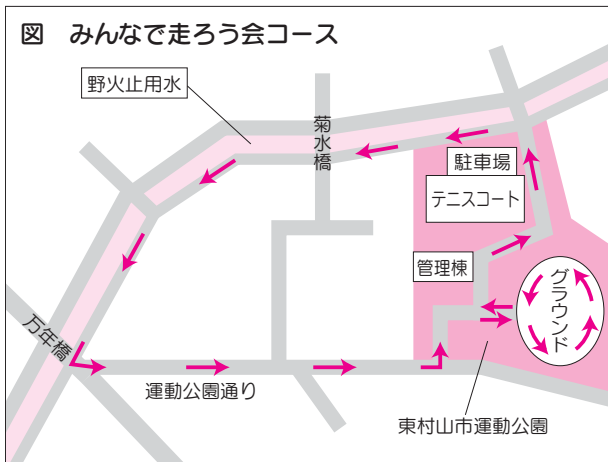 図 みんなで走ろう会コース
野火止用水
菊水橋
駐車場
テニスコート
管理棟
グラウンド
万年橋
運動公園通り
東村山市運動公園